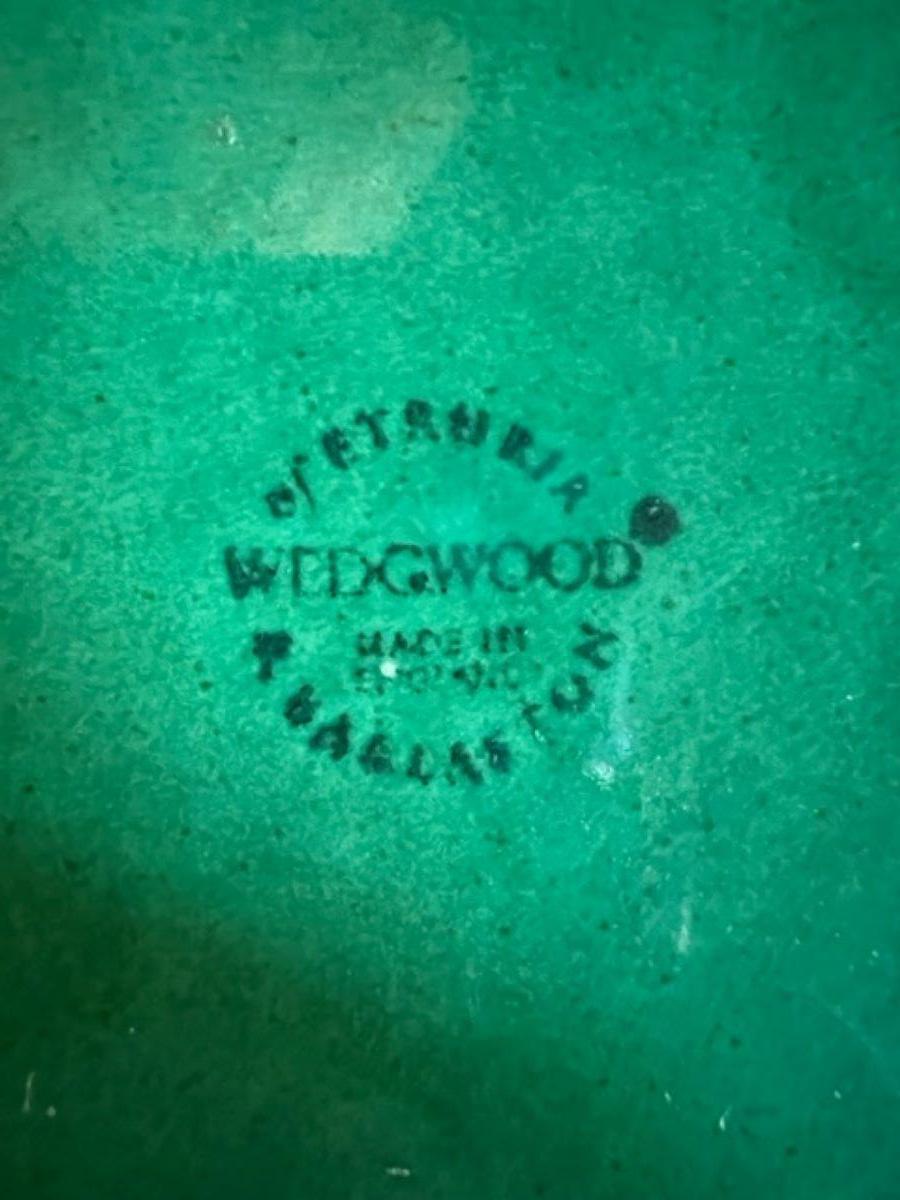 of ETRURIA
WEDGWOOD
MADE IN
ENGLAND
& BARLASTON